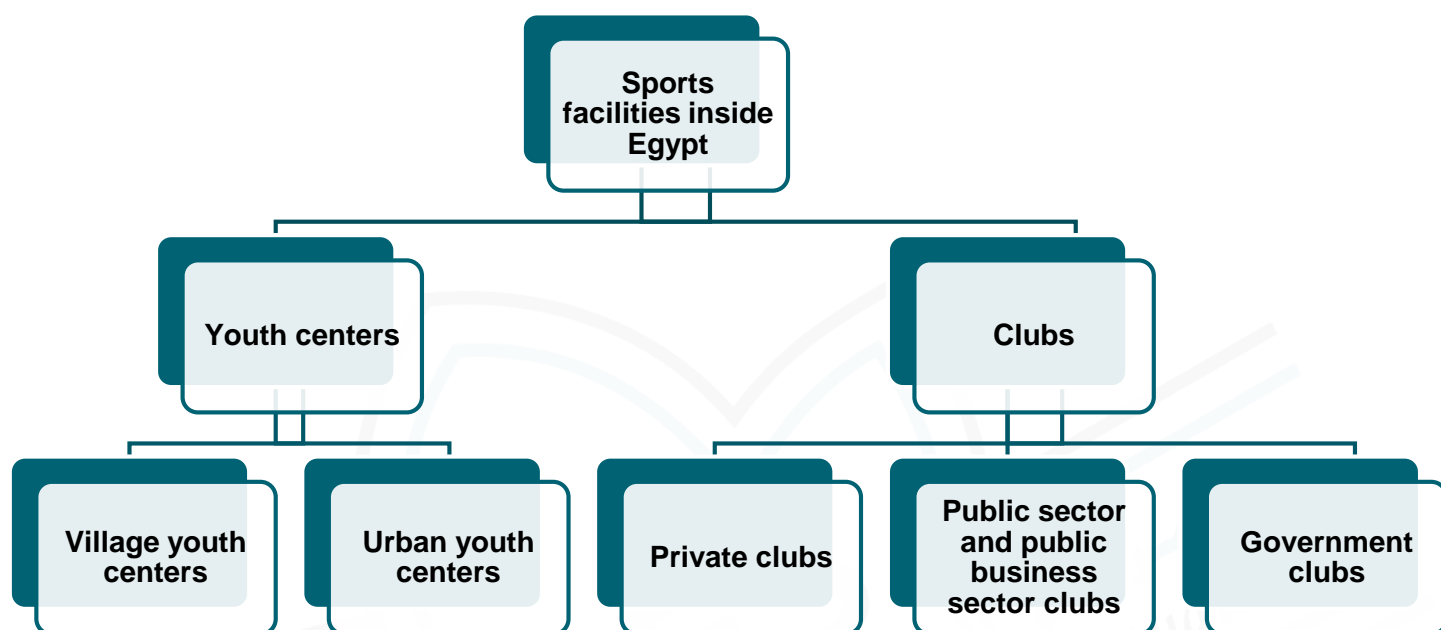 Sports
facilities inside
Egypt
Youth centers
Clubs
Village youth
centers
Urban youth
centers
Private clubs
Public sector
and public
business
sector clubs
Government
clubs